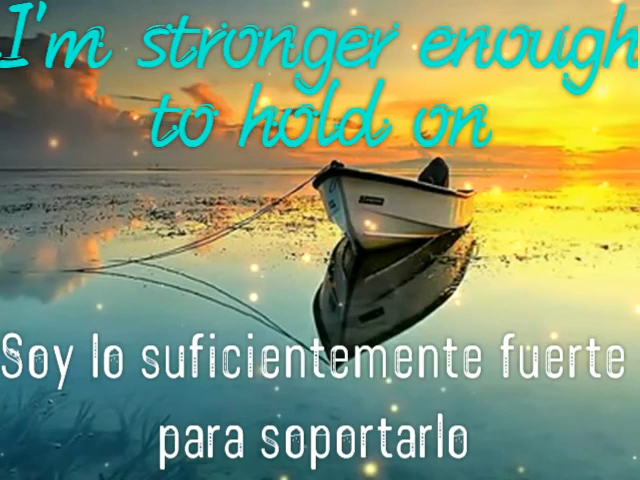 I'm stronger enough
to hold on
Soy lo suficientemente fuerte
para soportarlo